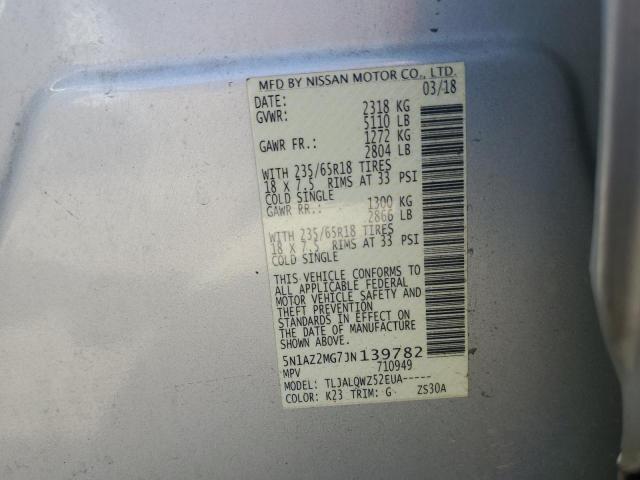 MFD BY NISSAN MOTOR CO., LTD.
DATE: 03/18
GVWR: 2318 KG
5110 LB
GAWR FR.: 1272 KG
2804 LB
WITH 235/65R18 TIRES
18 X 7.5 RIMS AT 33 PSI
COLD SINGLE
GAWR RR.: 1300 KG
2866 LB
WITH 235/65R18 TIRES
18 X 7.5 RIMS AT 33 PSI
COLD SINGLE
THIS VEHICLE CONFORMS TO
ALL APPLICABLE FEDERAL
MOTOR VEHICLE SAFETY AND
THEFT PREVENTION
STANDARDS IN EFFECT ON
THE DATE OF MANUFACTURE
SHOWN ABOVE.
5N1AZ2MG7JN139782
MPV 710949
MODEL: TLJALQWZ52EUA-----
COLOR: K23 TRIM: G ZS30A